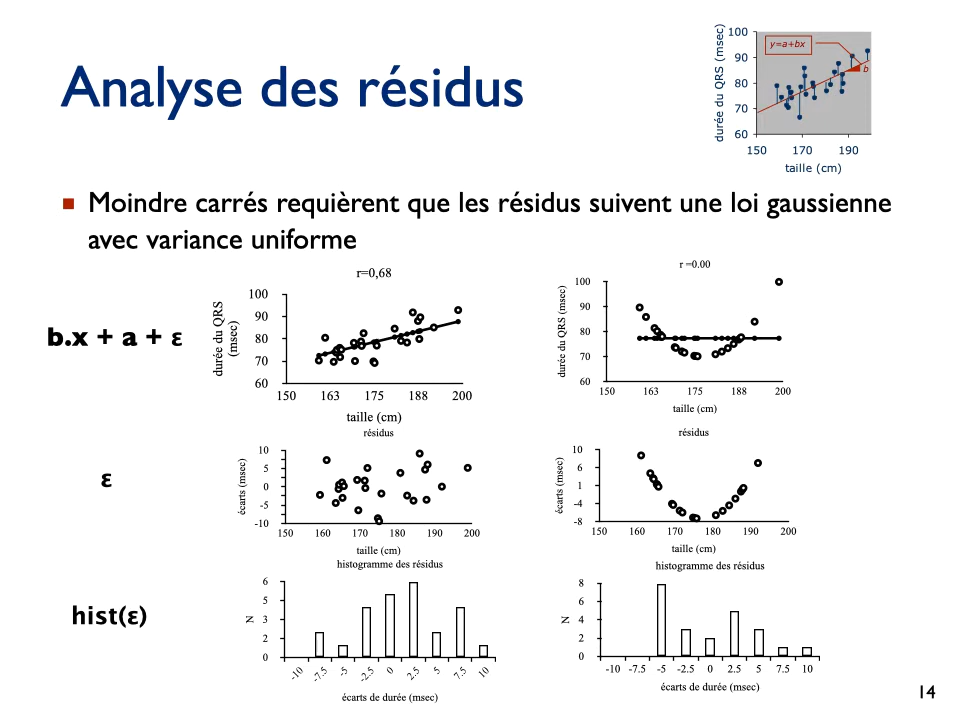 Analyse des résidus
durée du QRS (msec)
100
90
80
70
60
y=a+bx
b
150 170 190
taille (cm)
Moindre carrés requièrent que les résidus suivent une loi gaussienne
avec variance uniforme
b.x + a + ε
r=0,68
durée du QRS
(msec)
100
90
80
70
60
150 163 175 188 200
taille (cm)
r =0.00
durée du QRS (msec)
100
90
80
70
60
150 163 175 188 200
taille (cm)
ε
résidus
écarts (msec)
10
5
0
-5
-10
150 160 170 180 190 200
taille (cm)
résidus
écarts (msec)
10
6
1
-4
-8
150 160 170 180 190 200
taille (cm)
hist(ε)
histogramme des résidus
N
6
5
3
2
0
-10 -7.5 -5 -2.5 0 2.5 5 7.5 10
écarts de durée (msec)
histogramme des résidus
N
8
6
4
2
0
-10 -7.5 -5 -2.5 0 2.5 5 7.5 10
écarts de durée (msec)
14